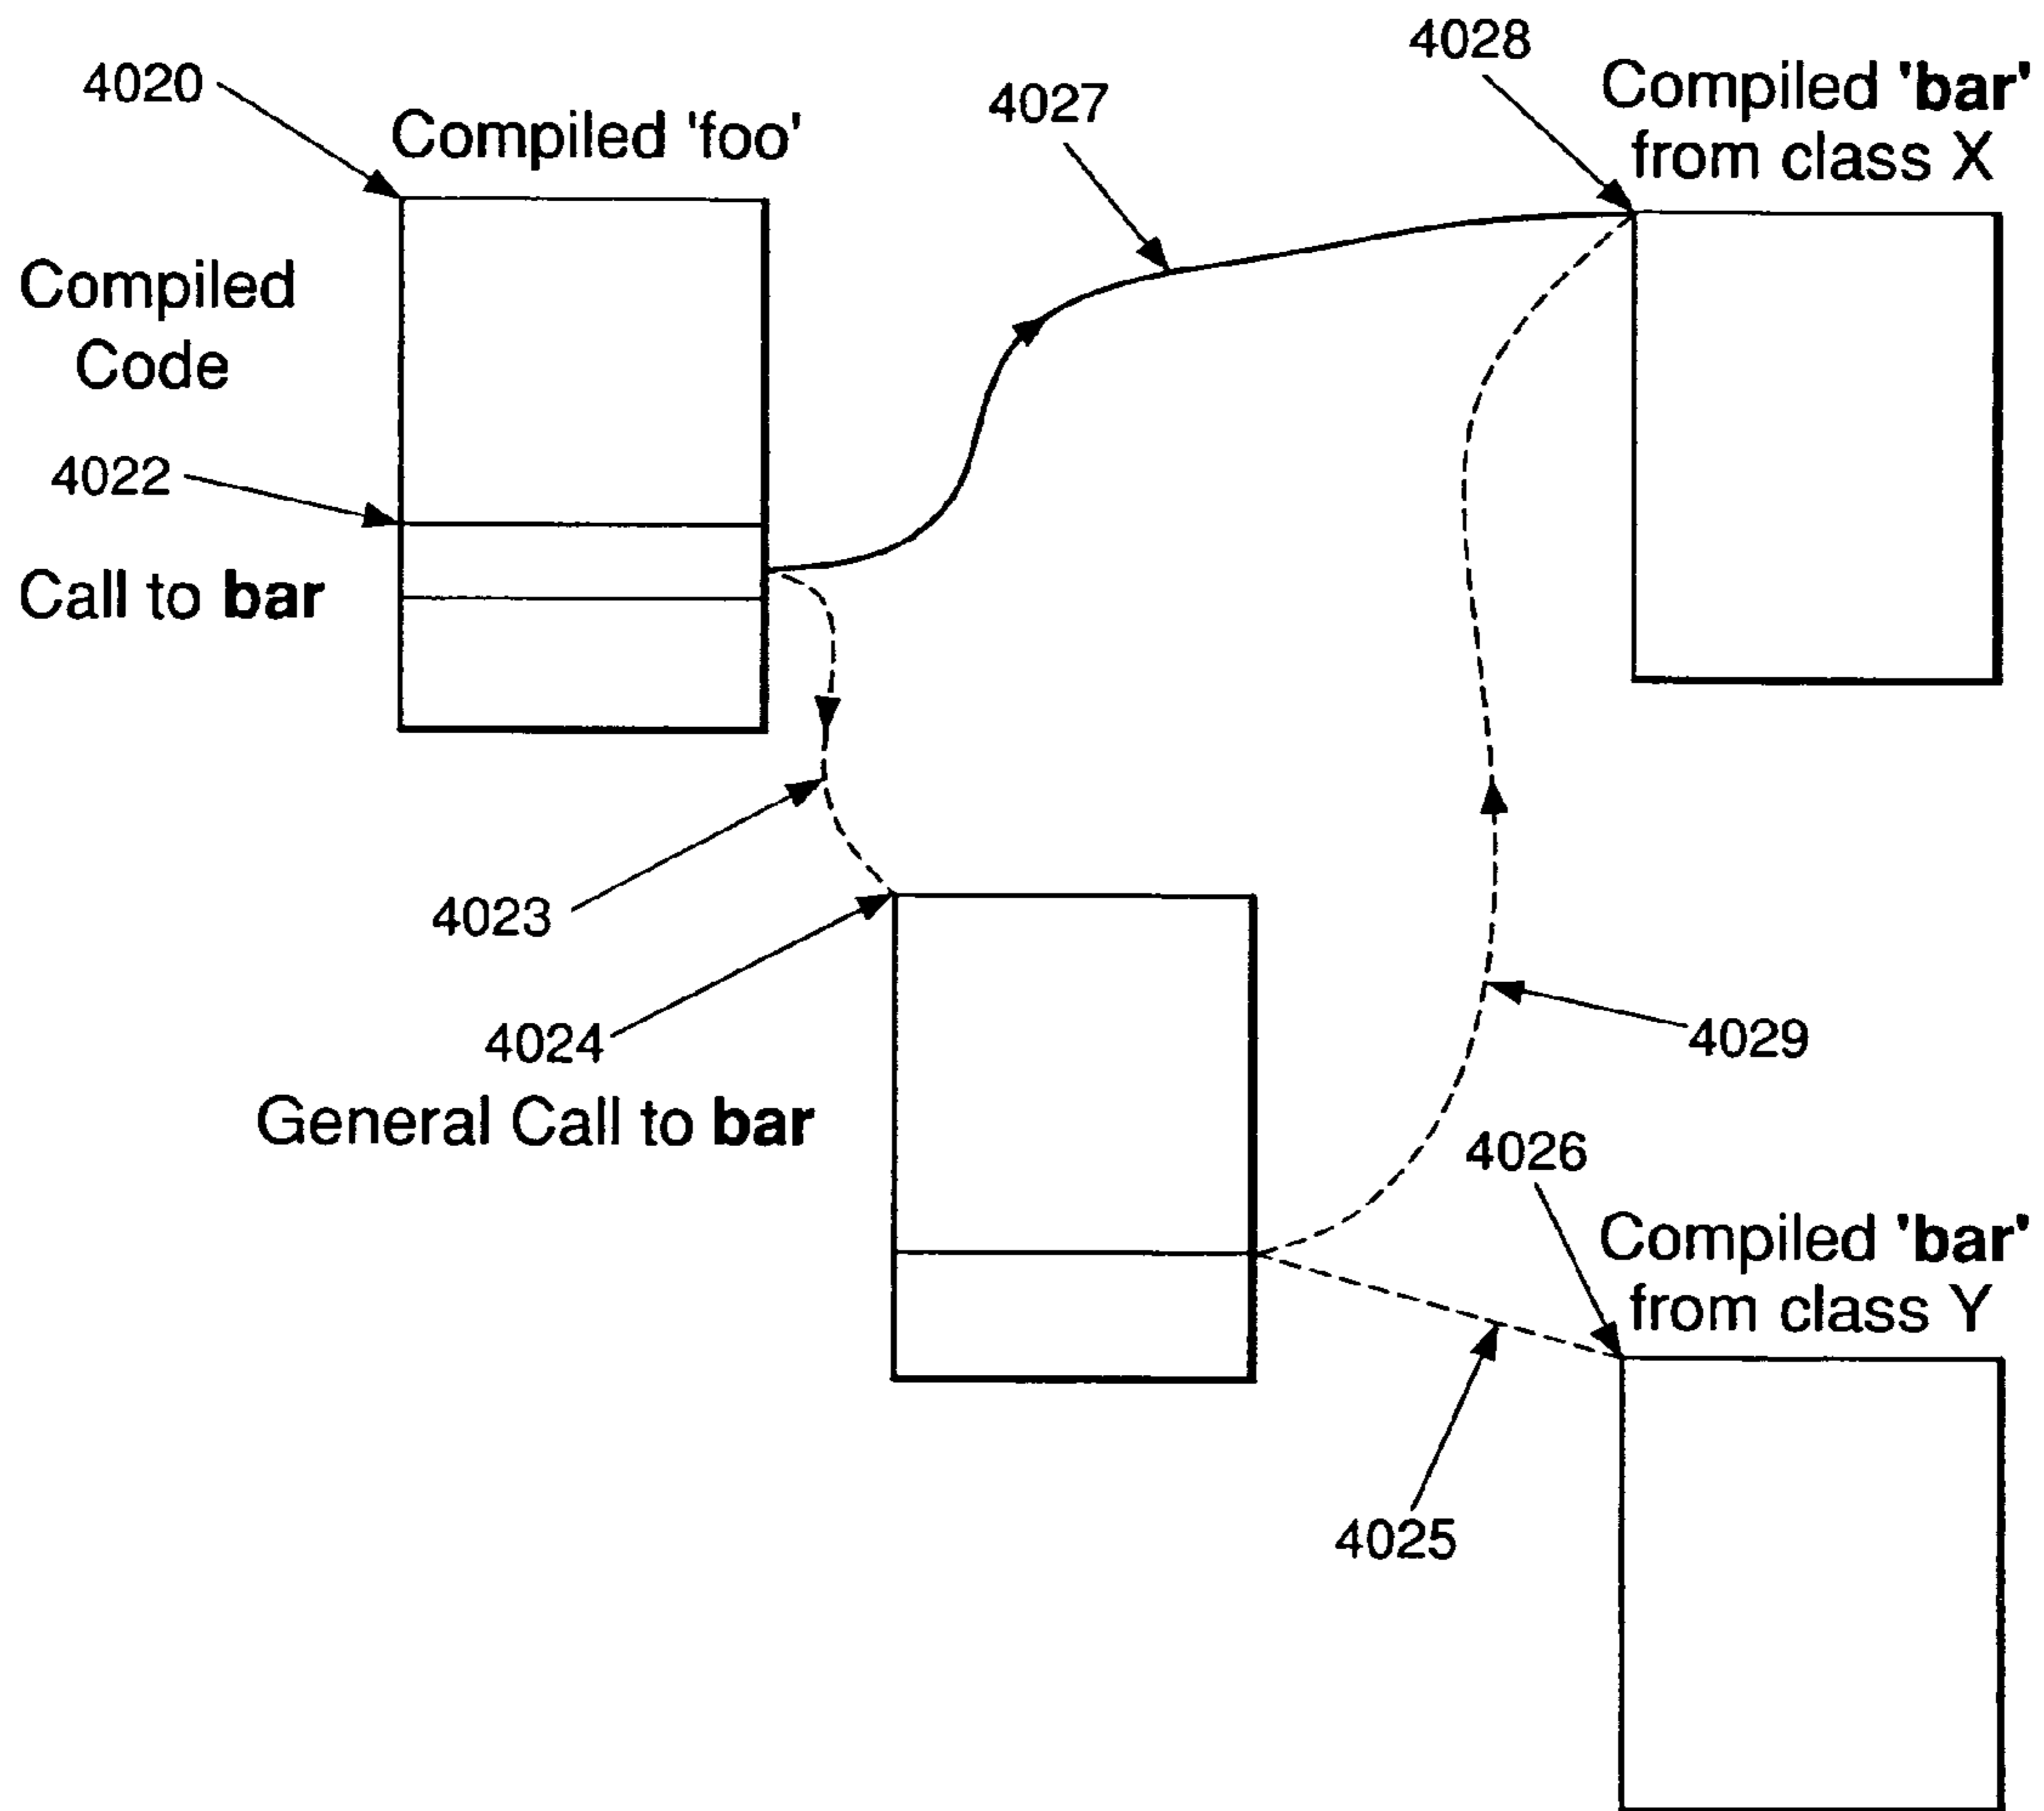 4028
4020
4027
Compiled 'bar'
from class X
Compiled 'foo'
Compiled
Code
4022
Call to bar
4023
4024
General Call to bar
4029
4026
Compiled 'bar'
from class Y
4025